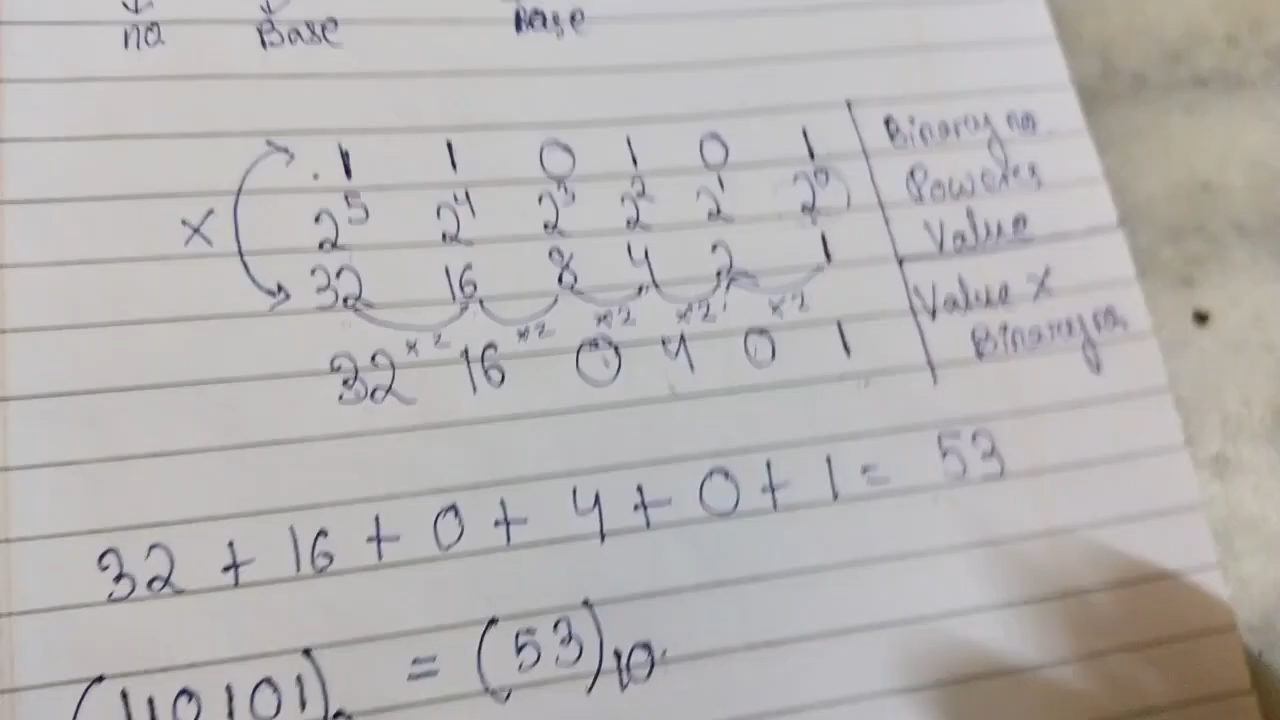 na Base Base
1 1 0 1 0 1 Binary no
2⁵ 2⁴ 2³ 2² 2¹ 2⁰ Powers
× 32 16 8 4 2 1 Value
×2 ×2 ×2 ×2 ×2
32 16 0 4 0 1 Value × Binary no
32 + 16 + 0 + 4 + 0 + 1 = 53
(110101)₂ = (53)₁₀.